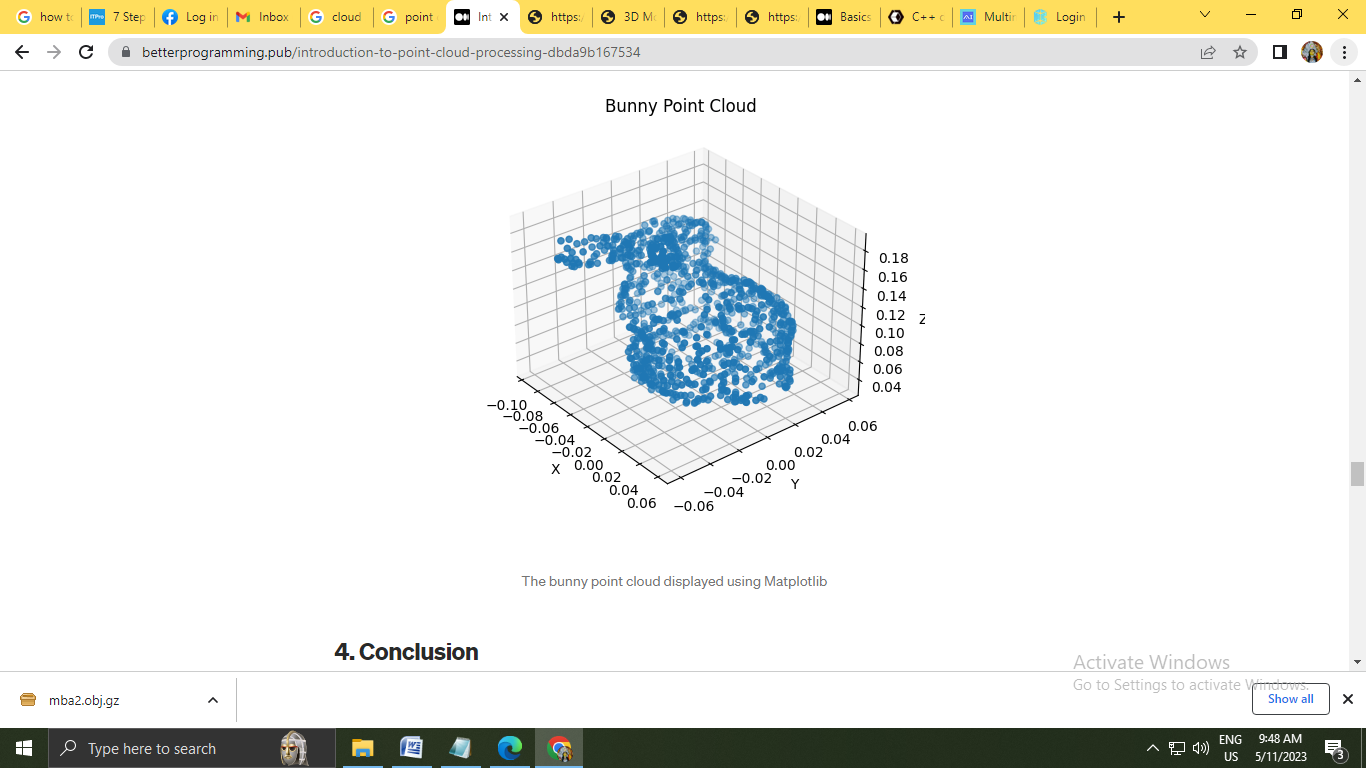 how to
7 Step
Log in
Inbox
cloud
point
Int
https:
3D Mo
https:
https:
Basics
C++ c
Multir
Login
betterprogramming.pub/introduction-to-point-cloud-processing-dbda9b167534
Bunny Point Cloud
0.18
0.16
0.14
0.12
Z
0.10
0.08
0.06
0.04
−0.10
−0.08
−0.06
−0.04
−0.02
0.00
0.02
0.04
0.06
X
0.06
0.04
0.02
0.00
−0.02
−0.04
−0.06
Y
The bunny point cloud displayed using Matplotlib
4. Conclusion
Activate Windows
Go to Settings to activate Windows.
mba2.obj.gz
Show all
Type here to search
ENG
US
9:48 AM
5/11/2023
3